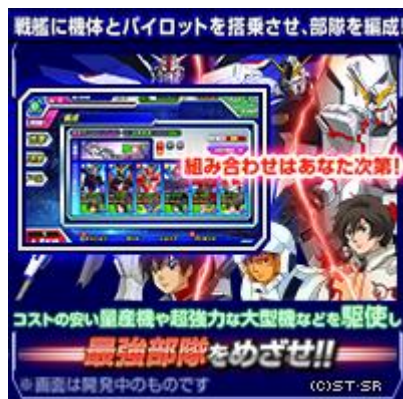 戦艦に機体とパイロットを搭乗させ、部隊を編成!
組み合わせはあなた次第!
コストの安い量産機や超強力な大型機などを駆使し
最強部隊をめざせ!!
※画面は開発中のものです
(C)ST·SR